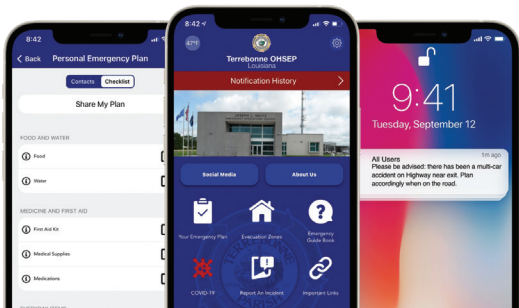 8:42
Back
Personal Emergency Plan
Contacts
Checklist
Share My Plan
FOOD AND WATER
Food
Water
MEDICINE AND FIRST AID
First Aid Kit
Medical Supplies
Medications
8:42
47°F
Terrebonne OHSEP
Louisiana
Notification History
Social Media
About Us
Your Emergency Plan
Evacuation Zones
Emergency
Guide Book
COVID-19
Report An Incident
Important Links
9:41
Tuesday, September 12
All Users
1m ago
Please be advised: there has been a multi-car
accident on Highway near exit. Plan
accordingly when on the road.